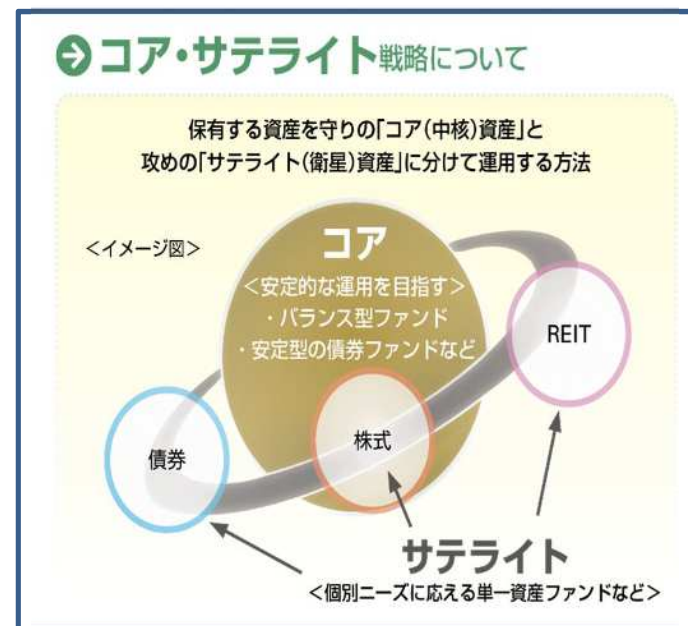 コア・サテライト戦略について
保有する資産を守りの「コア(中核)資産」と
攻めの「サテライト(衛星)資産」に分けて運用する方法
<イメージ図>
コア
<安定的な運用を目指す>
・バランス型ファンド
・安定型の債券ファンドなど
REIT
株式
債券
サテライト
<個別ニーズに応える単一資産ファンドなど>